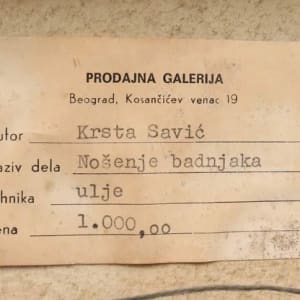 PRODAJNA GALERIJA
Beograd, Kosančićev venac 19
utor Krsta Savić
aziv dela Nošenje badnjaka
hnika ulje
ena 1.000,00